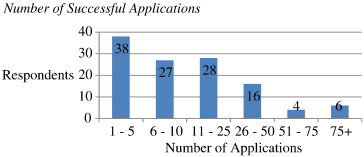 Number of Successful Applications
40
30
20
10
0
Respondents
38
27
28
16
4
6
1 - 5
6 - 10
11 - 25
26 - 50
51 - 75
75+
Number of Applications